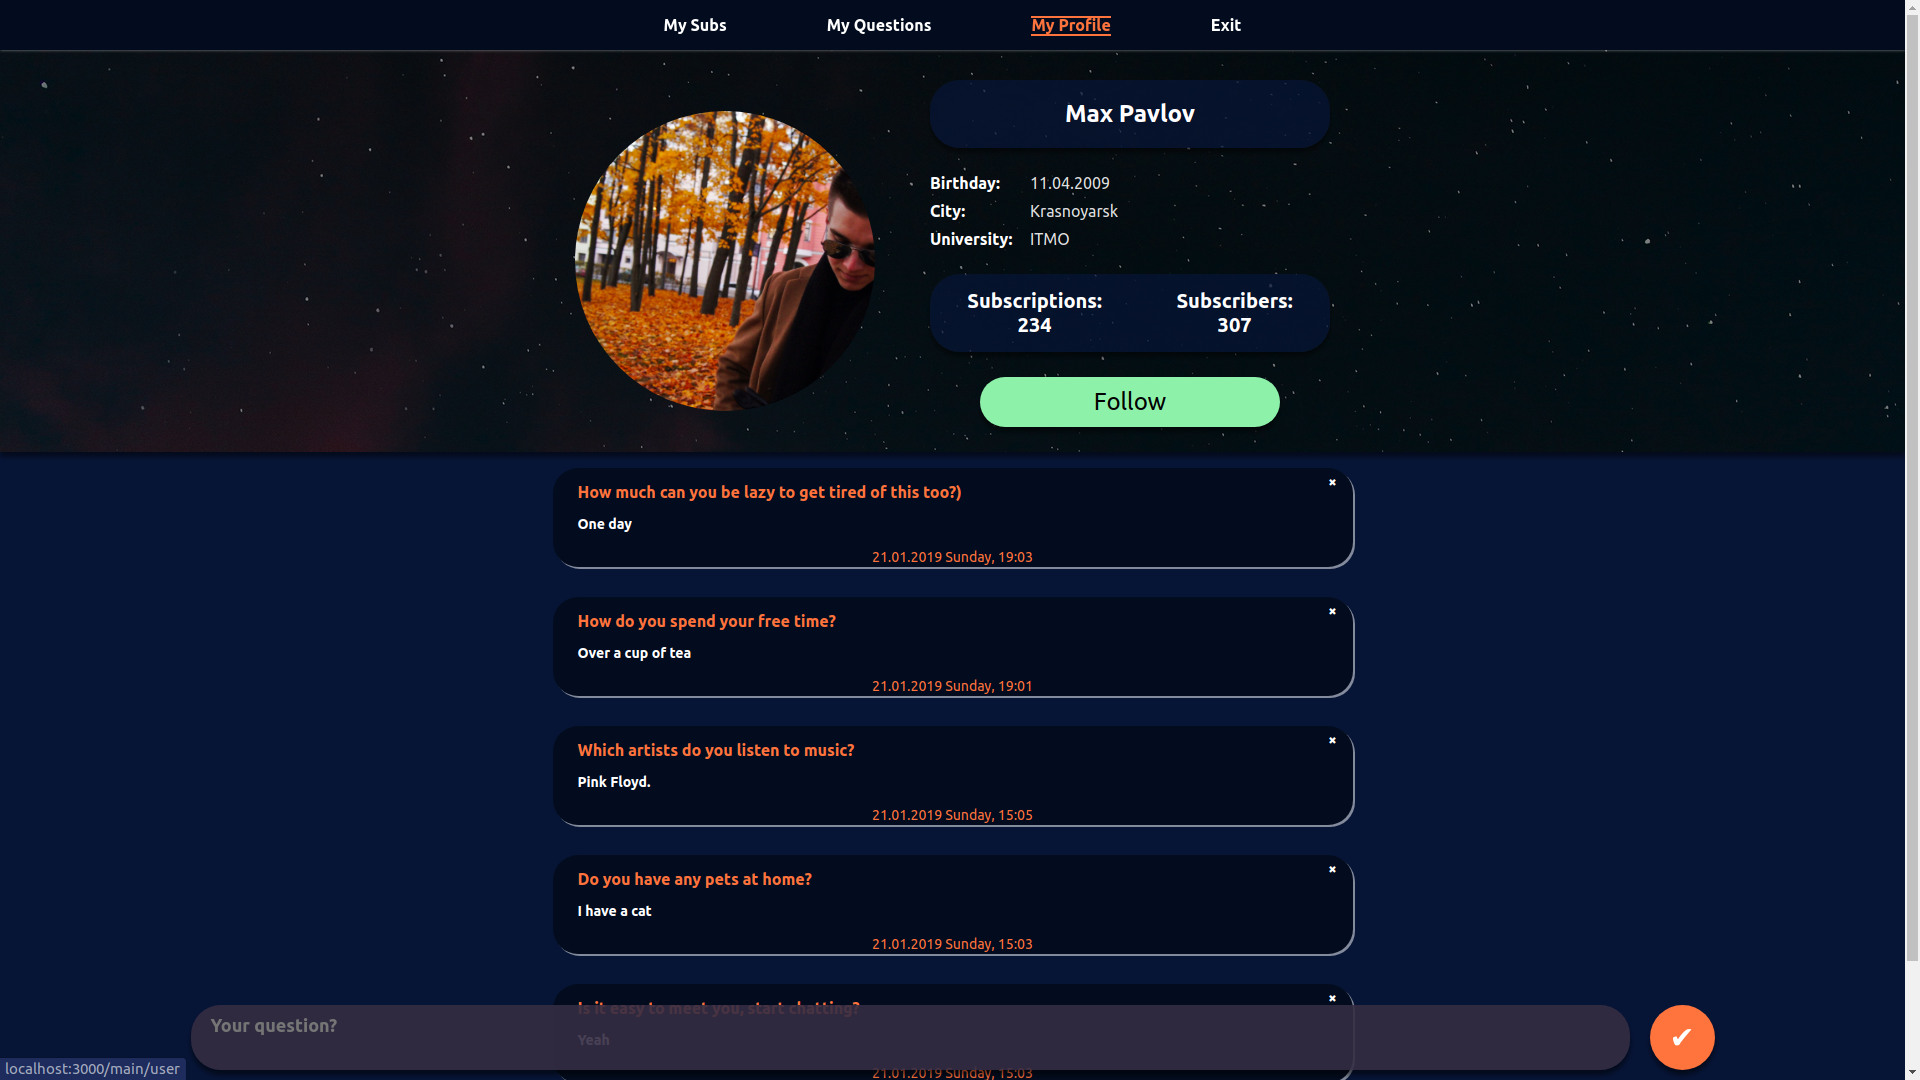 My Subs
My Questions
My Profile
Exit
Max Pavlov
Birthday: 11.04.2009
City: Krasnoyarsk
University: ITMO
Subscriptions: 234
Subscribers: 307
Follow
How much can you be lazy to get tired of this too?)
One day
21.01.2019 Sunday, 19:03
How do you spend your free time?
Over a cup of tea
21.01.2019 Sunday, 19:01
Which artists do you listen to music?
Pink Floyd.
21.01.2019 Sunday, 15:05
Do you have any pets at home?
I have a cat
21.01.2019 Sunday, 15:03
Is it easy to meet you, start chatting?
Yeah
21.01.2019 Sunday, 15:03
Your question?
localhost:3000/main/user